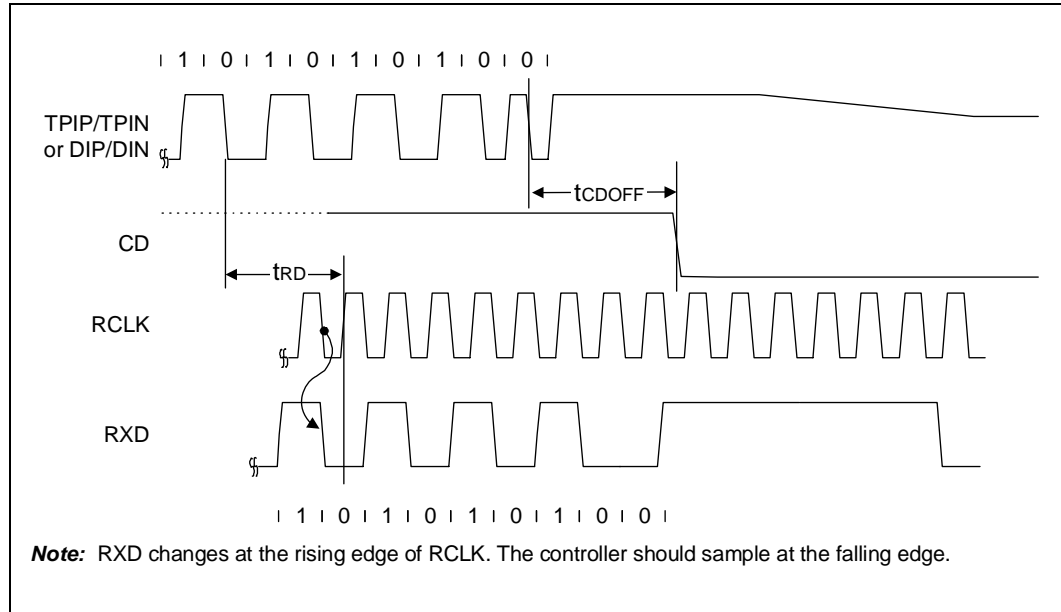 1 0 1 0 1 0 1 0 0
TPIP/TPIN
or DIP/DIN
tCDOFF
CD
tRD
RCLK
RXD
1 0 1 0 1 0 1 0 0
Note: RXD changes at the rising edge of RCLK. The controller should sample at the falling edge.